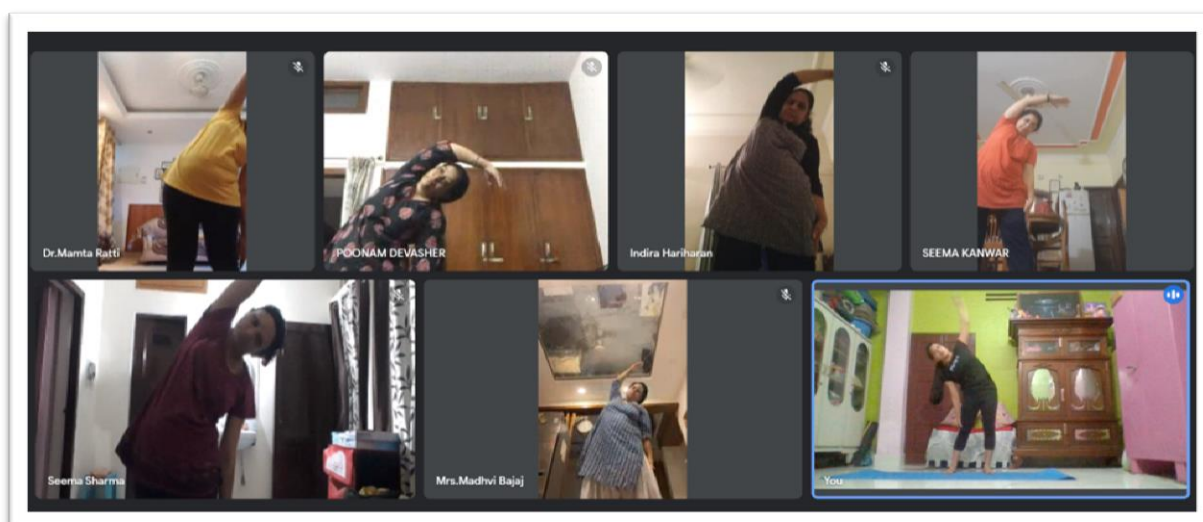 Dr.Mamta Ratti
POONAM DEVASHER
Indira Hariharan
SEEMA KANWAR
Seema Sharma
Mrs.Madhvi Bajaj
You